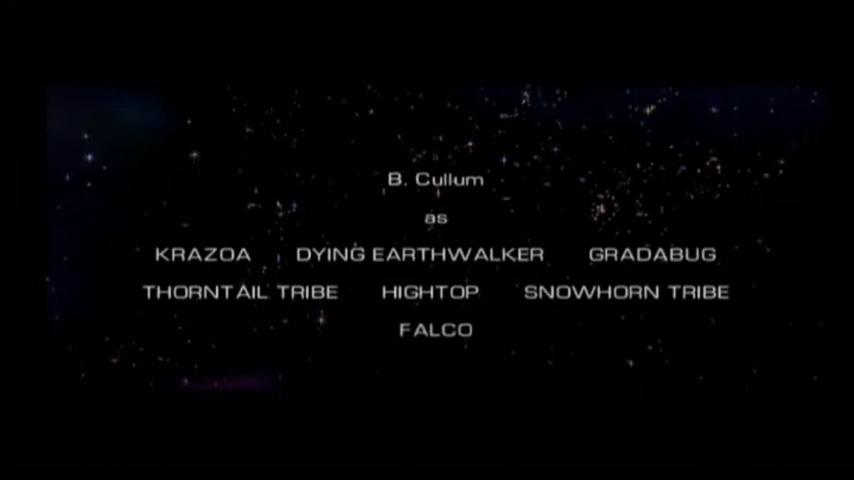 B. Cullum
as
KRAZOA DYING EARTHWALKER GRADABUG
THORNTAIL TRIBE HIGHTOP SNOWHORN TRIBE
FALCO